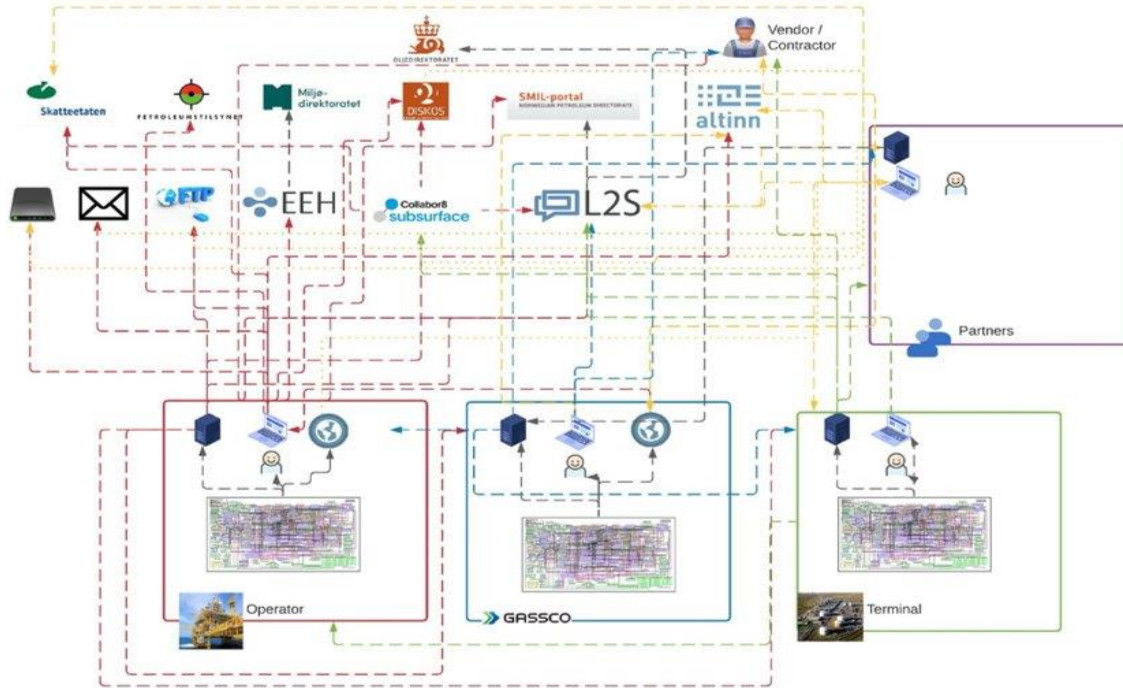 OLJEDIREKTORATET
Vendor /
Contractor
Skatteetaten
PETROLEUMSTILSYNET
Miljø-
direktoratet
DISKOS
SMIL-portal
NORWEGIAN PETROLEUM DIRECTORATE
altinn
FTP
EEH
Collabor8
subsurface
L2S
Partners
Operator
GASSCO
Terminal